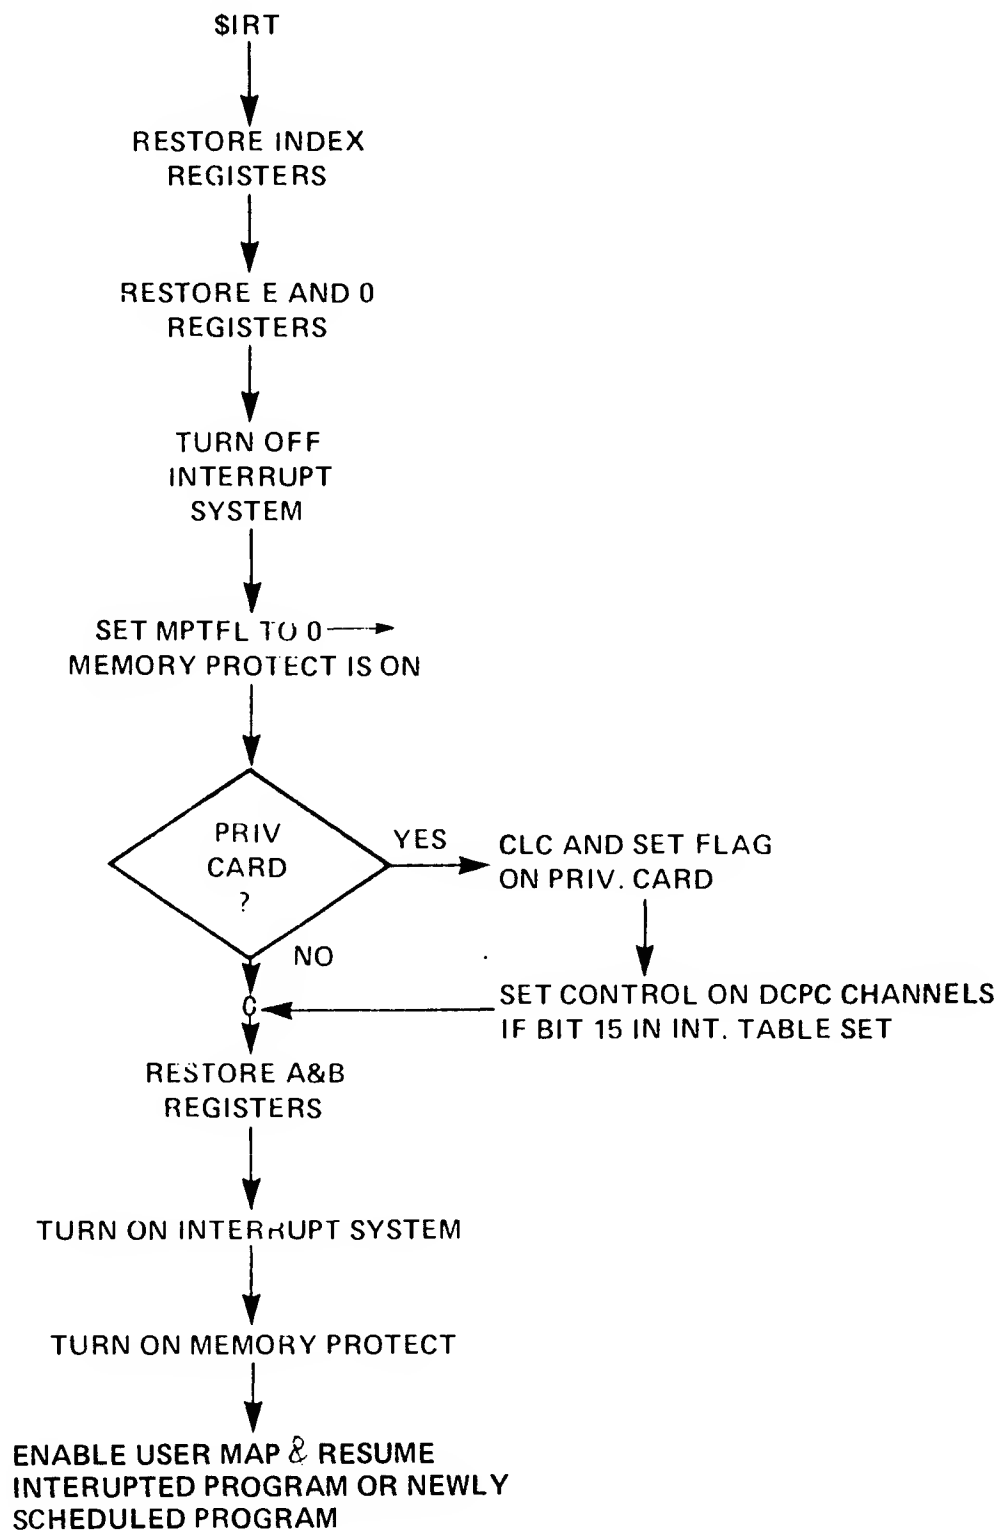 $IRT
RESTORE INDEX
REGISTERS
RESTORE E AND 0
REGISTERS
TURN OFF
INTERRUPT
SYSTEM
SET MPTFL TO 0
MEMORY PROTECT IS ON
PRIV
CARD
?
YES
CLC AND SET FLAG
ON PRIV. CARD
NO
SET CONTROL ON DCPC CHANNELS
IF BIT 15 IN INT. TABLE SET
C
RESTORE A&B
REGISTERS
TURN ON INTERRUPT SYSTEM
TURN ON MEMORY PROTECT
ENABLE USER MAP & RESUME
INTERUPTED PROGRAM OR NEWLY
SCHEDULED PROGRAM